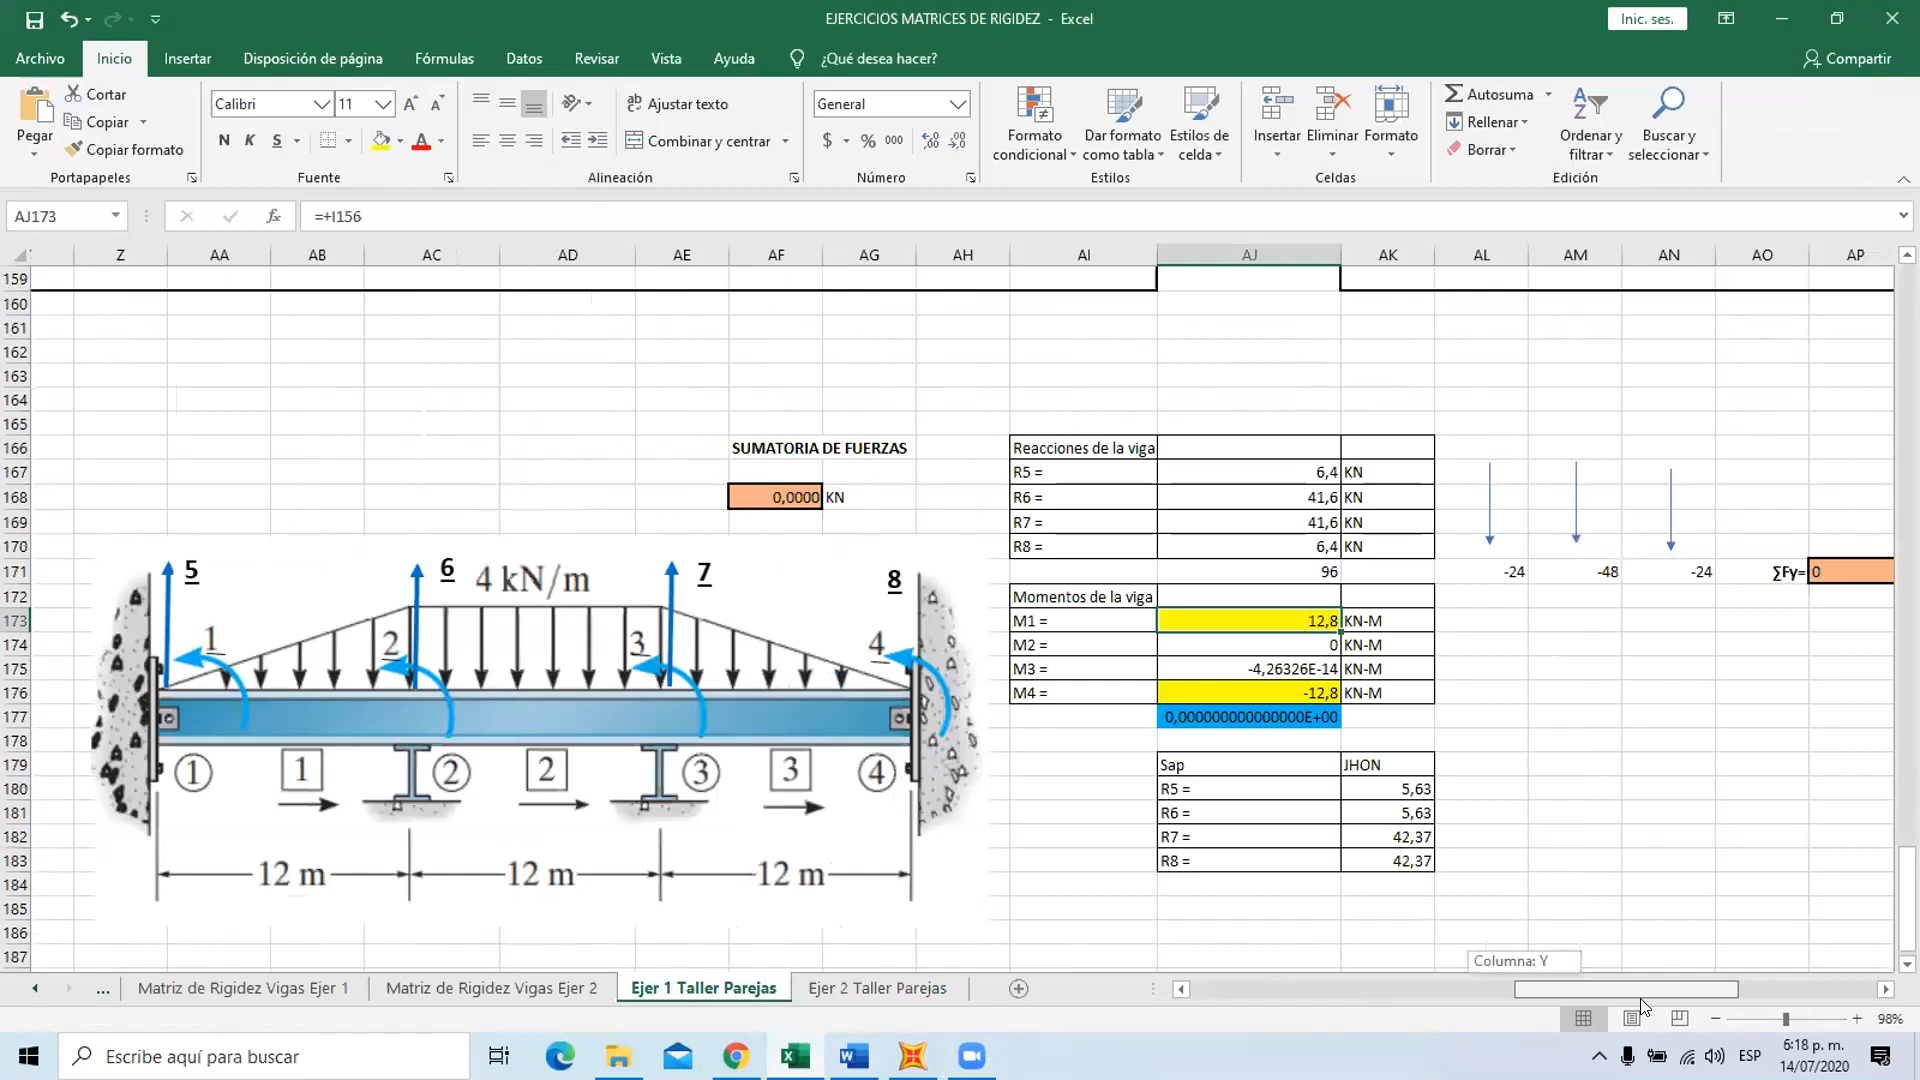 EJERCICIOS MATRICES DE RIGIDEZ - Excel
Inic. ses.
Archivo Inicio Insertar Disposición de página Fórmulas Datos Revisar Vista Ayuda ¿Qué desea hacer? Compartir
Pegar
Cortar
Copiar
Copiar formato
Portapapeles
Calibri 11
N K S
Fuente
Ajustar texto
Combinar y centrar
Alineación
General
$ % 000
Número
Formato condicional
Dar formato como tabla
Estilos de celda
Estilos
Insertar Eliminar Formato
Celdas
Autosuma
Rellenar
Borrar
Ordenar y filtrar
Buscar y seleccionar
Edición
AJ173 fx =+I156
Z AA AB AC AD AE AF AG AH AI AJ AK AL AM AN AO AP
159
160
161
162
163
164
165
166 SUMATORIA DE FUERZAS Reacciones de la viga
167 R5 = 6,4 KN
168 0,0000 KN R6 = 41,6 KN
169 R7 = 41,6 KN
170 R8 = 6,4 KN
171 96 -24 -48 -24 ∑Fy= 0
172 Momentos de la viga
173 M1 = 12,8 KN-M
174 M2 = 0 KN-M
175 M3 = -4,26326E-14 KN-M
176 M4 = -12,8 KN-M
177 0,000000000000000E+00
178
179 Sap JHON
180 R5 = 5,63
181 R6 = 5,63
182 R7 = 42,37
183 R8 = 42,37
184
185
186
187
5 6 4 kN/m 7 8
1 2 3 4
1 1 2 2 3 3 4
12 m 12 m 12 m
Columna: Y
... Matriz de Rigidez Vigas Ejer 1 Matriz de Rigidez Vigas Ejer 2 Ejer 1 Taller Parejas Ejer 2 Taller Parejas
98%
Escribe aquí para buscar
ESP
6:18 p. m.
14/07/2020